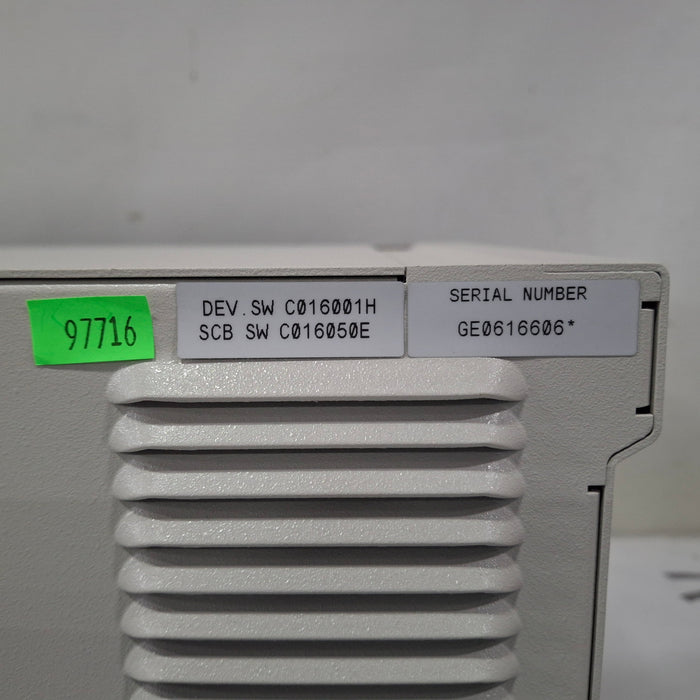 97716
DEV.SW C016001H
SCB SW C016050E
SERIAL NUMBER
GE0616606*